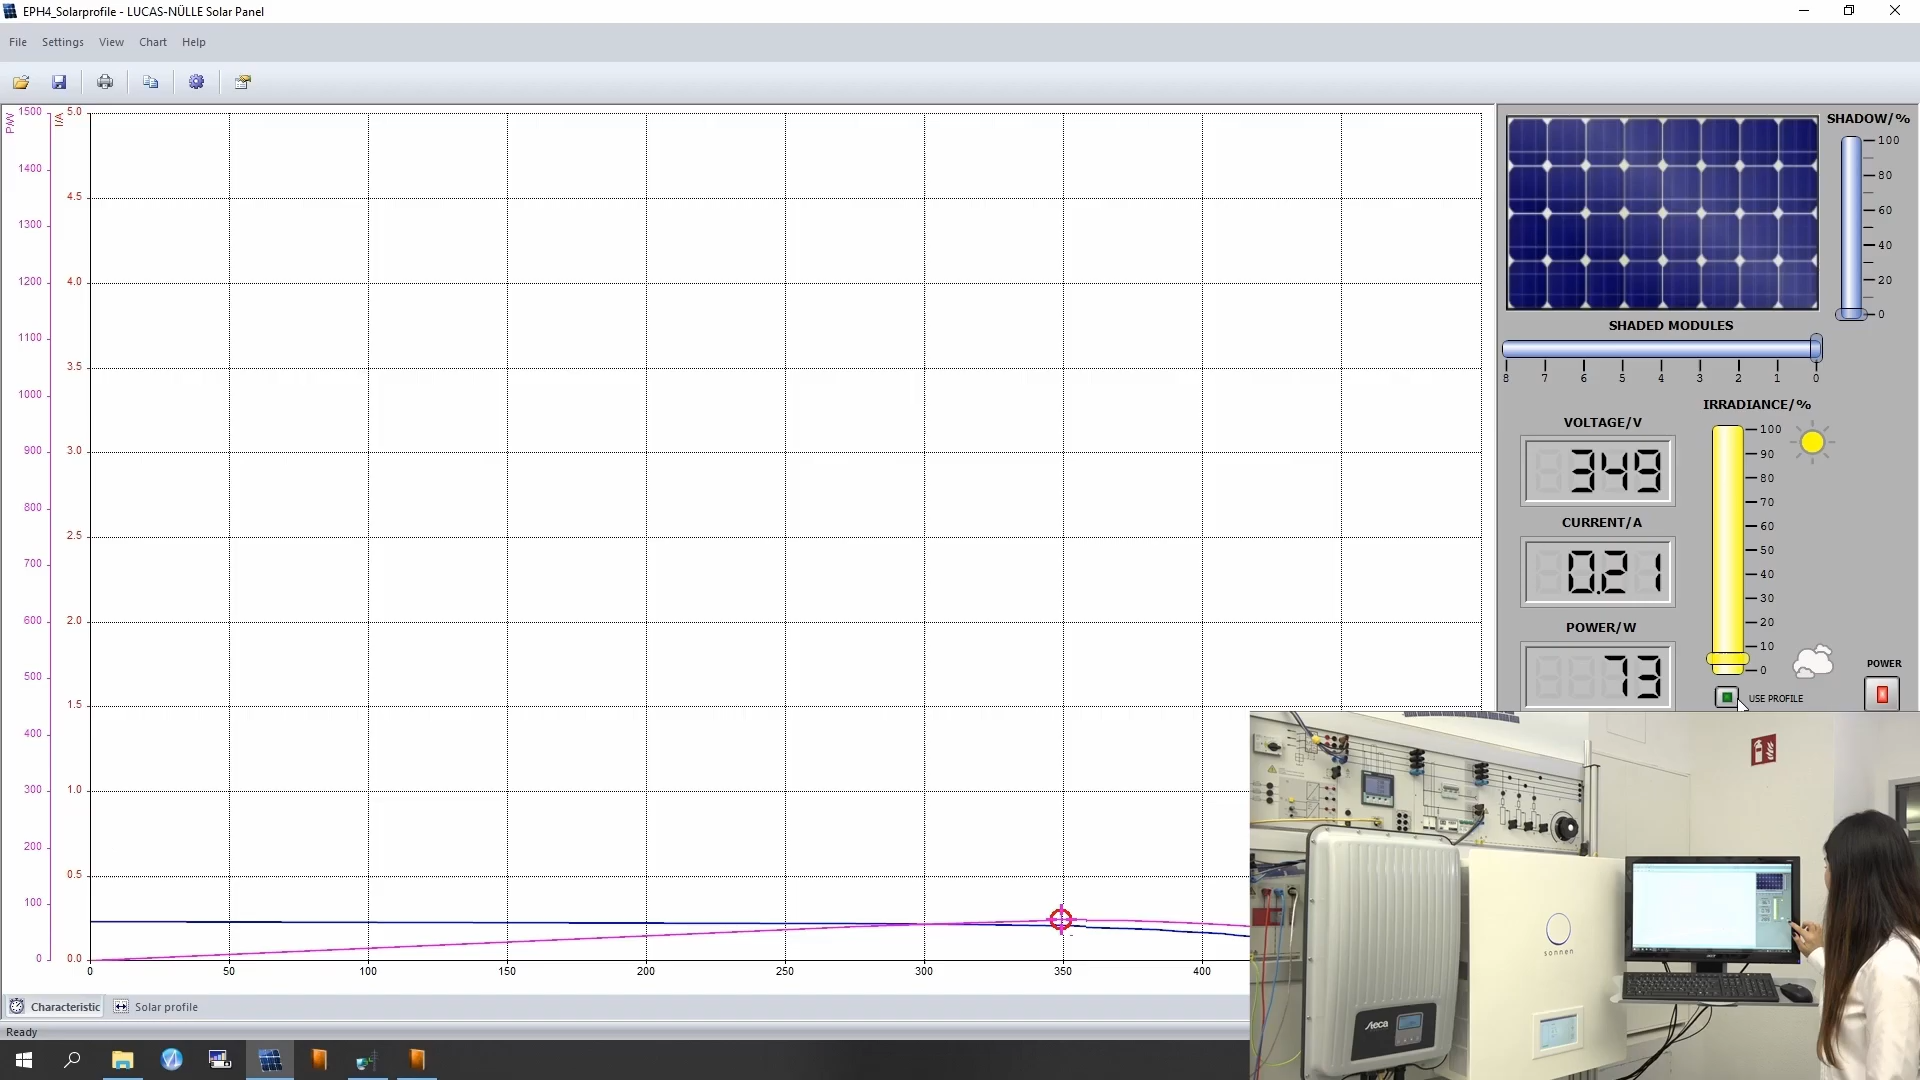 EPH4_Solarprofile - LUCAS-NÜLLE Solar Panel
File Settings View Chart Help
P/W
1500
1400
1300
1200
1100
1000
900
800
700
600
500
400
300
200
100
0
I/A
5.0
4.5
4.0
3.5
3.0
2.5
2.0
1.5
1.0
0.5
0.0
0 50 100 150 200 250 300 350 400
SHADOW/%
100
80
60
40
20
0
SHADED MODULES
8 7 6 5 4 3 2 1 0
IRRADIANCE/%
100
90
80
70
60
50
40
30
20
10
0
VOLTAGE/V
349
CURRENT/A
0.21
POWER/W
73
USE PROFILE
POWER
Characteristic Solar profile
Ready
Steca
sonnen
acer